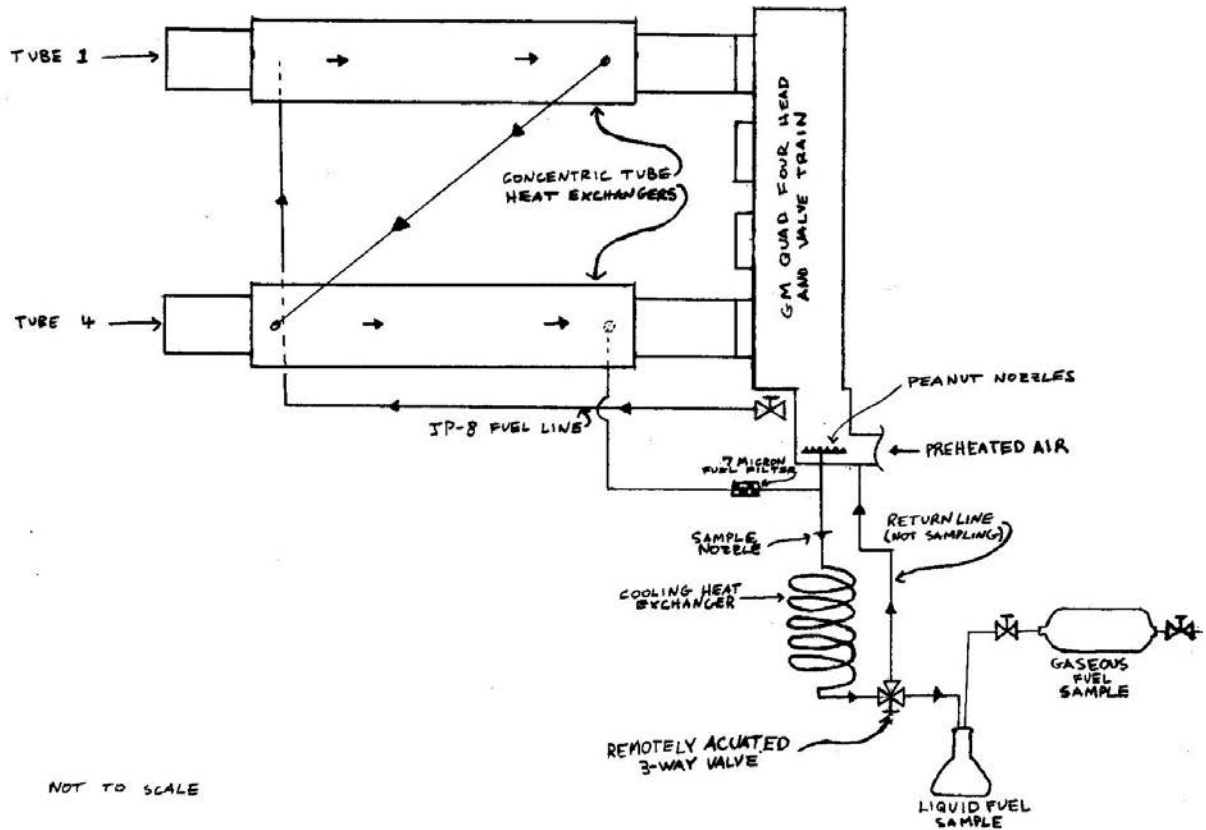 TUBE 1
GM QUAD FOUR HEAD
AND VALVE TRAIN
CONCENTRIC TUBE
HEAT EXCHANGERS
TUBE 4
PEANUT NOZZLES
JP-8 FUEL LINE
PREHEATED AIR
7 MICRON
FUEL FILTER
RETURN LINE
(NOT SAMPLING)
SAMPLE
NOZZLE
COOLING HEAT
EXCHANGER
GASEOUS
FUEL
SAMPLE
REMOTELY ACUATED
3-WAY VALVE
NOT TO SCALE
LIQUID FUEL
SAMPLE